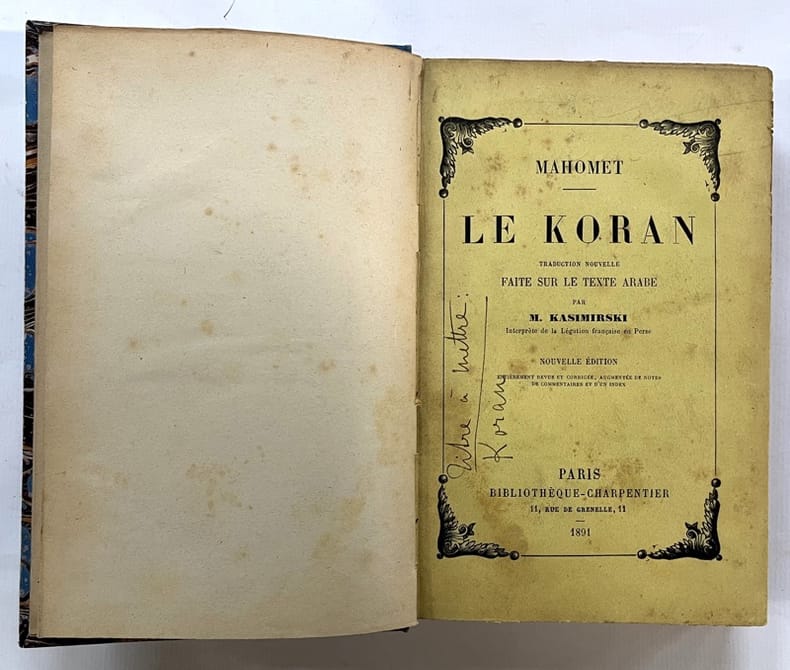 MAHOMET
LE KORAN
TRADUCTION NOUVELLE
FAITE SUR LE TEXTE ARABE
PAR
M. KASIMIRSKI
Interprète de la Légation française en Perse
NOUVELLE ÉDITION
ENTIÈREMENT REVUE ET CORRIGÉE, AUGMENTÉE DE NOTES
DE COMMENTAIRES ET D'UN INDEX
PARIS
BIBLIOTHÈQUE-CHARPENTIER
11, RUE DE GRENELLE, 11
1891
Titre à mettre:
Koran